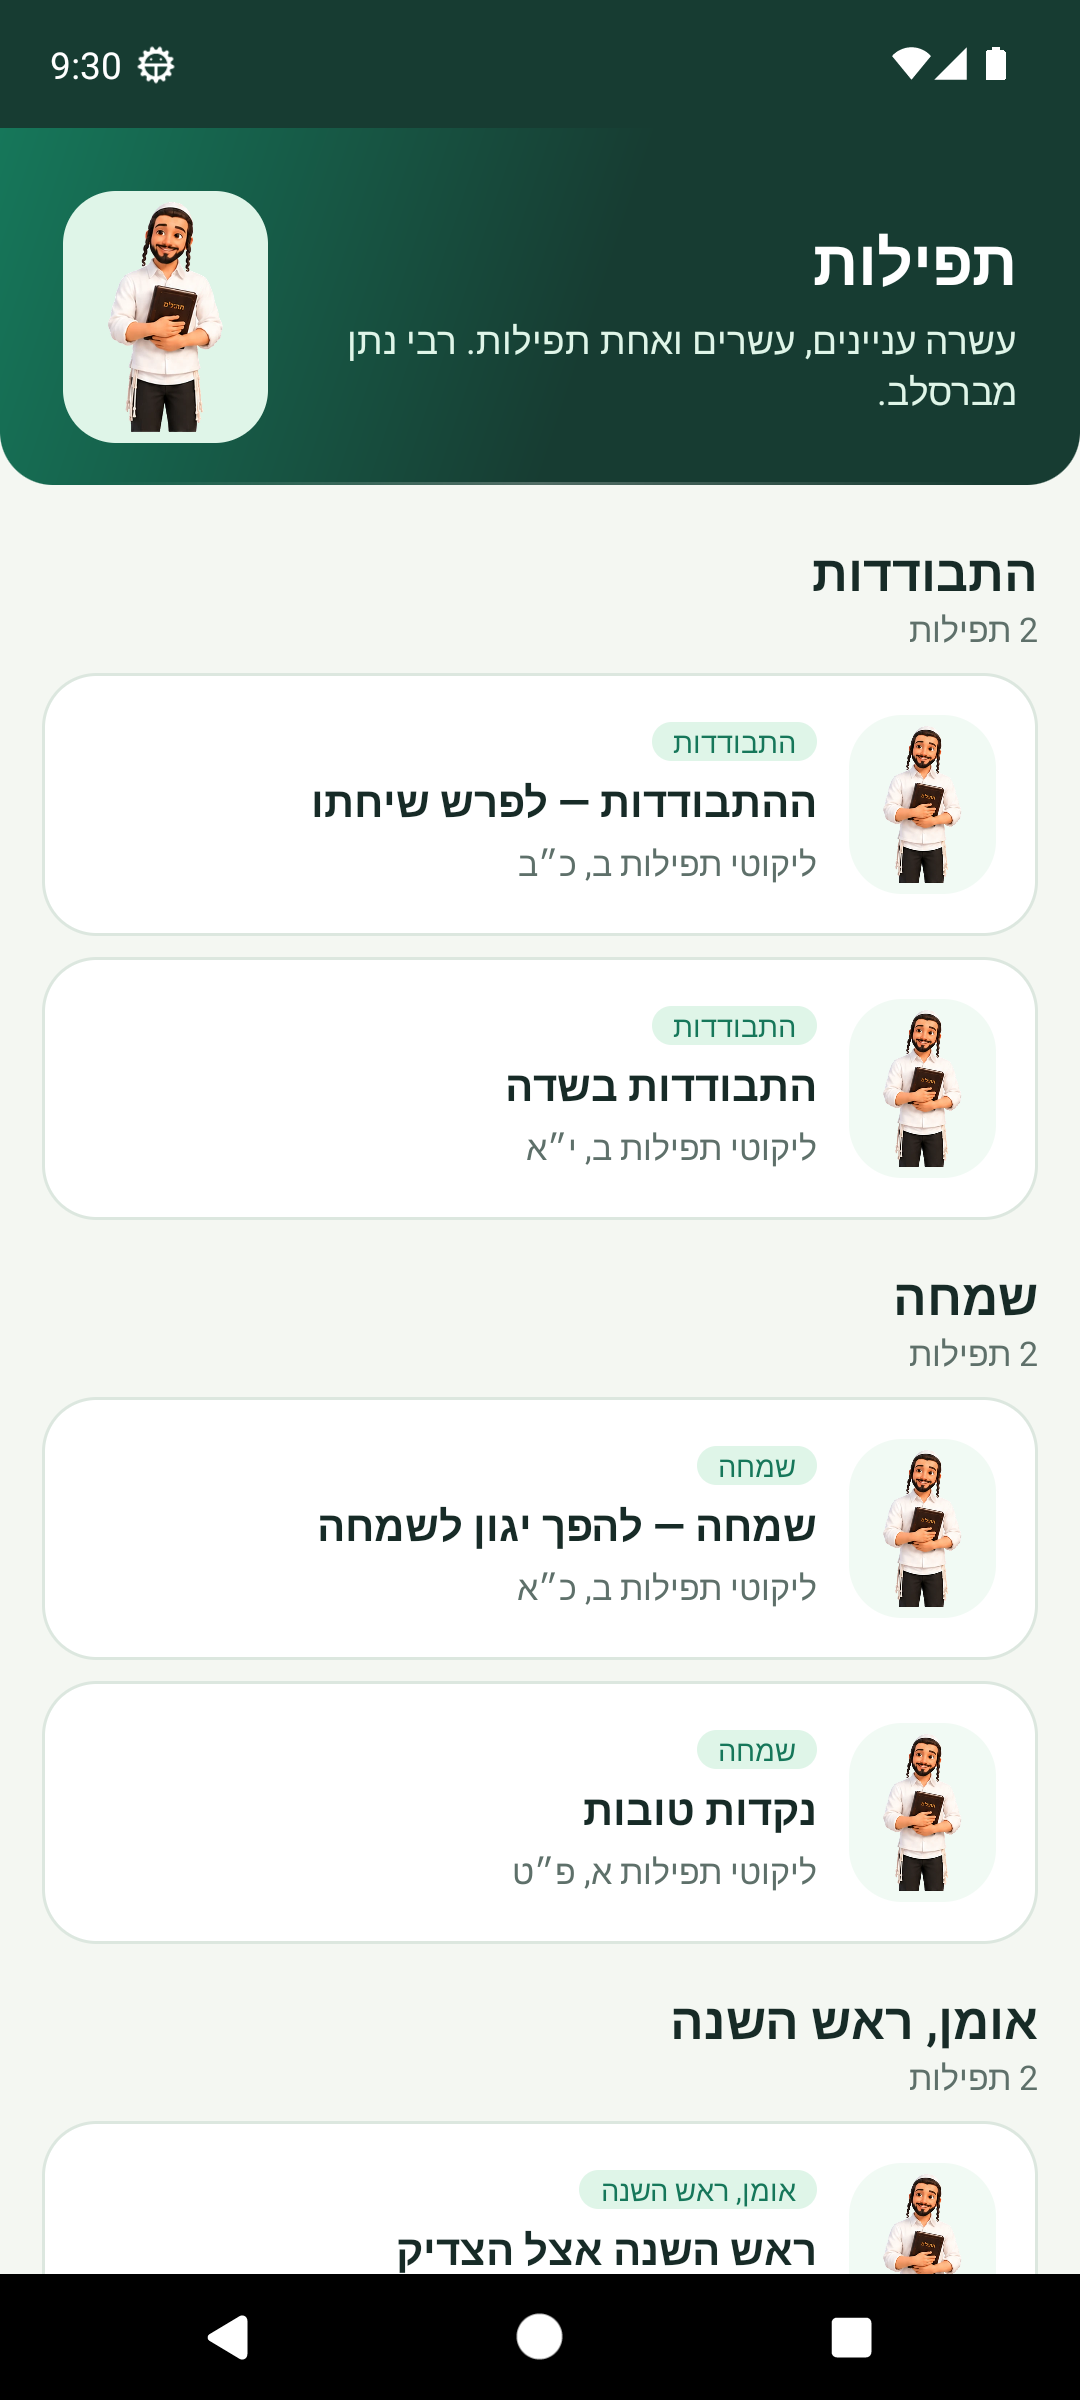 9:30
תפילות
עשרה עניינים, עשרים ואחת תפילות. רבי נתן
מברסלב.
התבודדות
2 תפילות
התבודדות
ההתבודדות – לפרש שיחתו
ליקוטי תפילות ב, כ״ב
התבודדות
התבודדות בשדה
ליקוטי תפילות ב, י״א
שמחה
2 תפילות
שמחה
שמחה – להפך יגון לשמחה
ליקוטי תפילות ב, כ״א
שמחה
נקדות טובות
ליקוטי תפילות א, פ״ט
אומן, ראש השנה
2 תפילות
אומן, ראש השנה
ראש השנה אצל הצדיק